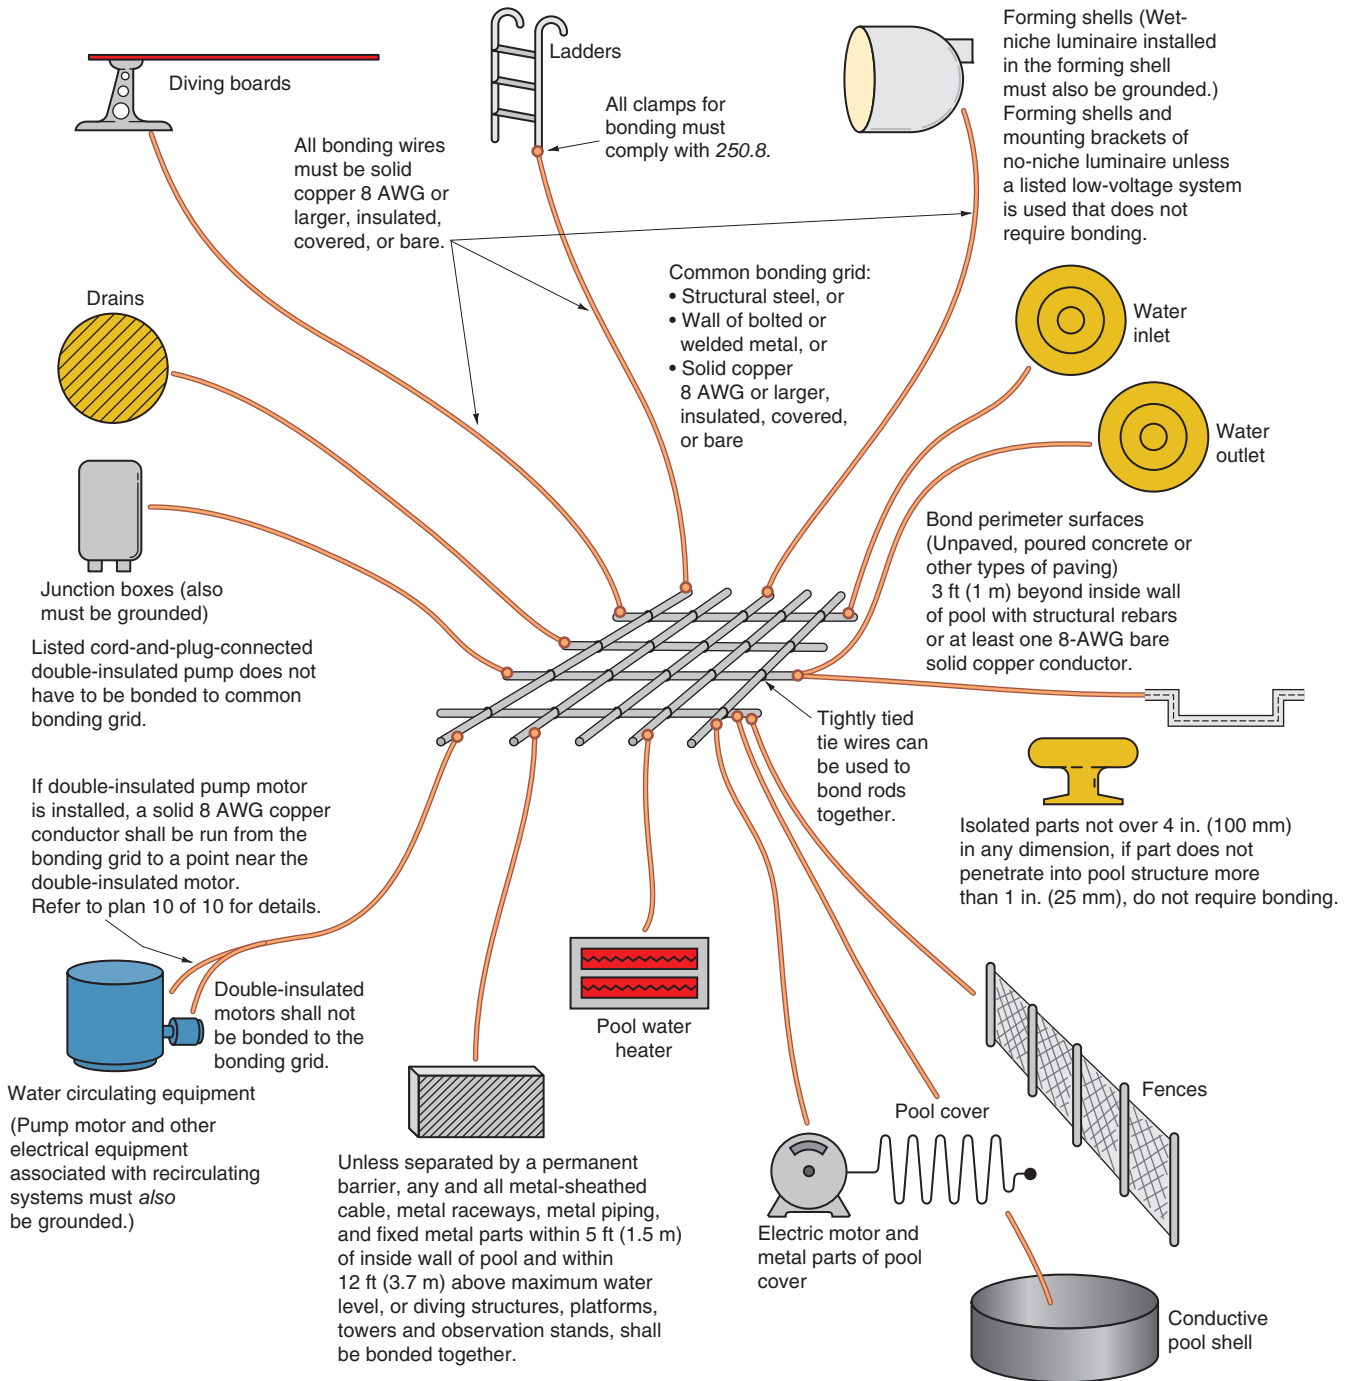 Diving boards
Ladders
Forming shells (Wet-
niche luminaire installed
in the forming shell
must also be grounded.)
Forming shells and
mounting brackets of
no-niche luminaire unless
a listed low-voltage system
is used that does not
require bonding.
All clamps for
bonding must
comply with 250.8.
All bonding wires
must be solid
copper 8 AWG or
larger, insulated,
covered, or bare.
Common bonding grid:
• Structural steel, or
• Wall of bolted or
welded metal, or
• Solid copper
8 AWG or larger,
insulated, covered,
or bare
Drains
Water
inlet
Water
outlet
Junction boxes (also
must be grounded)
Listed cord-and-plug-connected
double-insulated pump does not
have to be bonded to common
bonding grid.
Bond perimeter surfaces
(Unpaved, poured concrete or
other types of paving)
3 ft (1 m) beyond inside wall
of pool with structural rebars
or at least one 8-AWG bare
solid copper conductor.
Tightly tied
tie wires can
be used to
bond rods
together.
Isolated parts not over 4 in. (100 mm)
in any dimension, if part does not
penetrate into pool structure more
than 1 in. (25 mm), do not require bonding.
If double-insulated pump motor
is installed, a solid 8 AWG copper
conductor shall be run from the
bonding grid to a point near the
double-insulated motor.
Refer to plan 10 of 10 for details.
Double-insulated
motors shall not
be bonded to the
bonding grid.
Water circulating equipment
(Pump motor and other
electrical equipment
associated with recirculating
systems must also
be grounded.)
Pool water
heater
Unless separated by a permanent
barrier, any and all metal-sheathed
cable, metal raceways, metal piping,
and fixed metal parts within 5 ft (1.5 m)
of inside wall of pool and within
12 ft (3.7 m) above maximum water
level, or diving structures, platforms,
towers and observation stands, shall
be bonded together.
Pool cover
Electric motor and
metal parts of pool
cover
Fences
Conductive
pool shell